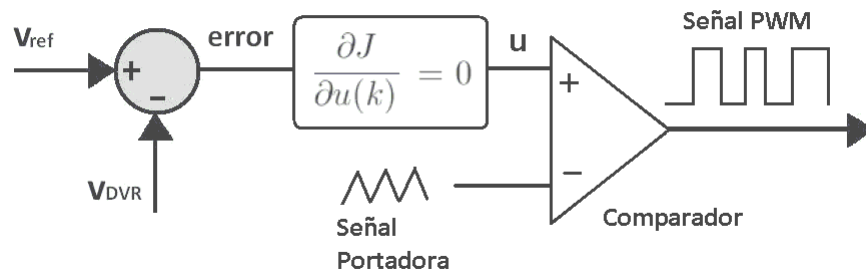 Señal PWM
Vref
error
∂J
∂u(k)
= 0
u
+
−
+
−
VDVR
Señal
Portadora
Comparador